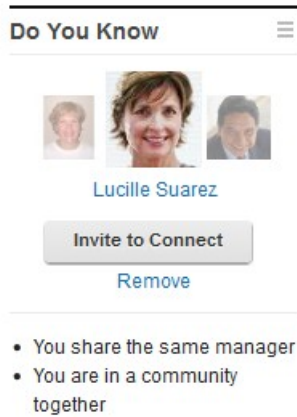 Do You Know
Lucille Suarez
Invite to Connect
Remove
• You share the same manager
• You are in a community
together